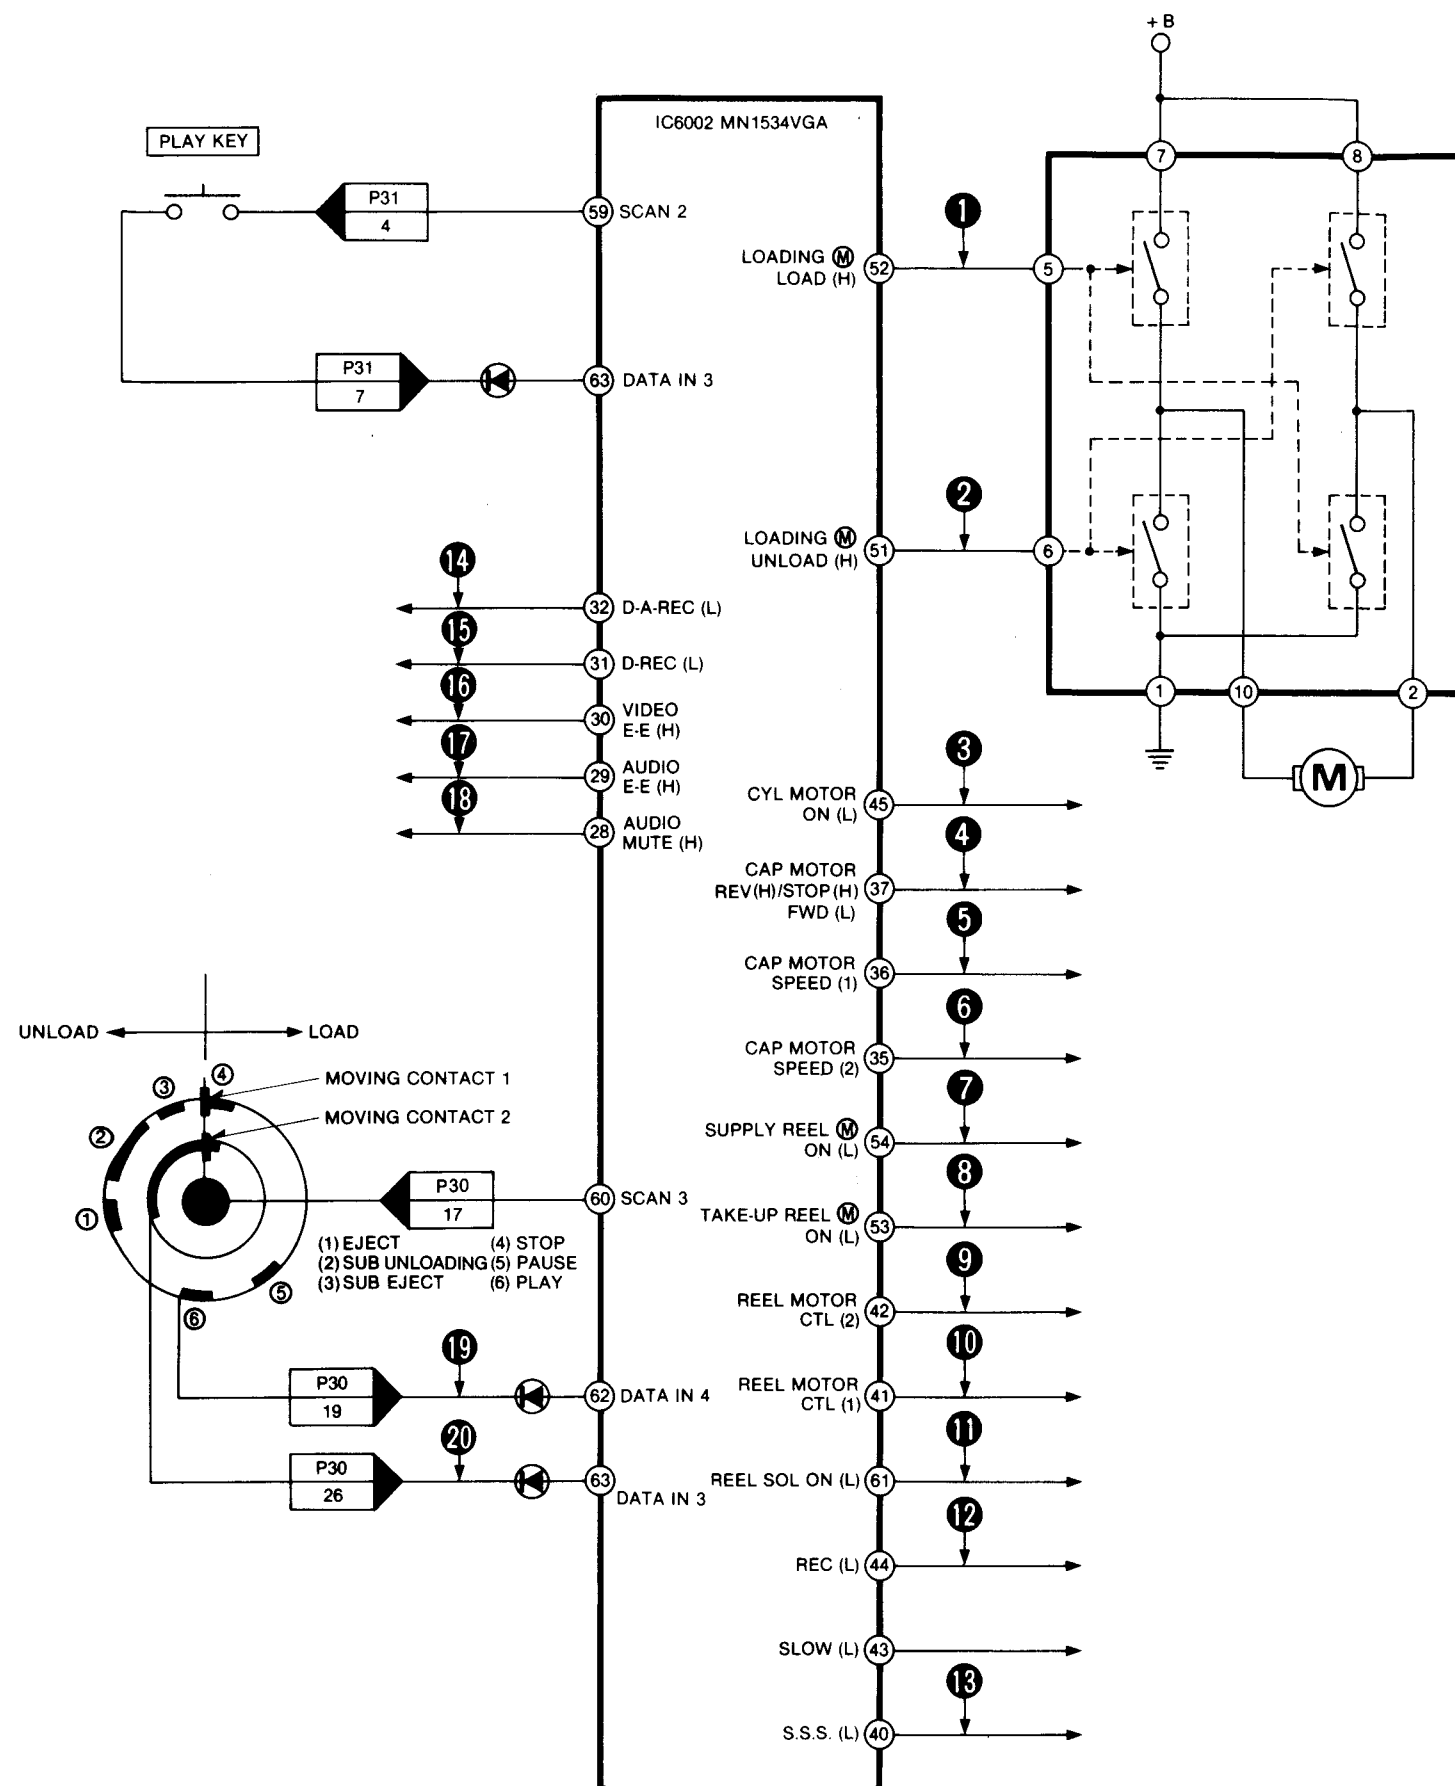 + B
IC6002 MN1534VGA
7
8
PLAY KEY
P31
4
59
SCAN 2
1
LOADING M
LOAD (H)
52
5
P31
7
63
DATA IN 3
2
LOADING M
UNLOAD (H)
51
6
14
32
D-A-REC (L)
15
31
D-REC (L)
16
30
VIDEO
E-E (H)
17
29
AUDIO
E-E (H)
18
28
AUDIO
MUTE (H)
1
10
2
M
3
CYL MOTOR
ON (L)
45
4
CAP MOTOR
REV(H)/STOP(H)
FWD (L)
37
5
CAP MOTOR
SPEED (1)
36
6
CAP MOTOR
SPEED (2)
35
7
SUPPLY REEL M
ON (L)
54
8
TAKE-UP REEL M
ON (L)
53
9
REEL MOTOR
CTL (2)
42
10
REEL MOTOR
CTL (1)
41
11
REEL SOL ON (L)
61
12
REC (L)
44
SLOW (L)
43
13
S.S.S. (L)
40
UNLOAD
LOAD
4
3
MOVING CONTACT 1
MOVING CONTACT 2
2
1
P30
17
60
SCAN 3
(1) EJECT (4) STOP
(2) SUB UNLOADING (5) PAUSE
(3) SUB EJECT (6) PLAY
5
6
19
P30
19
62
DATA IN 4
20
P30
26
63
DATA IN 3